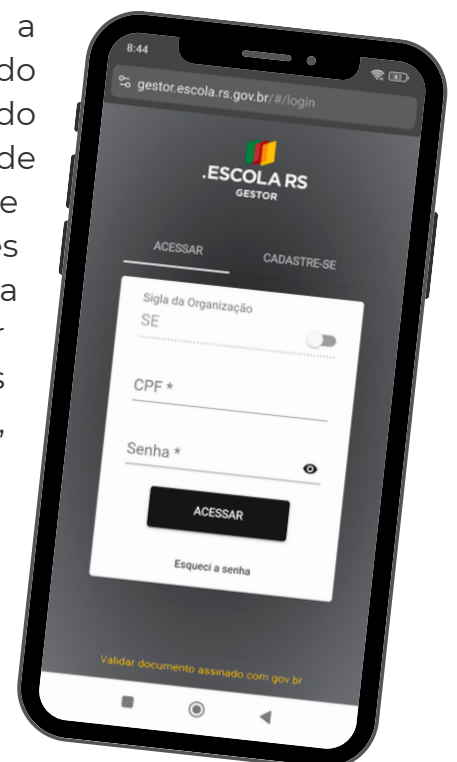 a
do
do
de
e
es
a
r
s
,
8:44
gestor.escola.rs.gov.br/#/login
.ESCOLA RS
GESTOR
ACESSAR CADASTRE-SE
Sigla da Organização
SE
CPF *
Senha *
ACESSAR
Esqueci a senha
Validar documento assinado com gov br